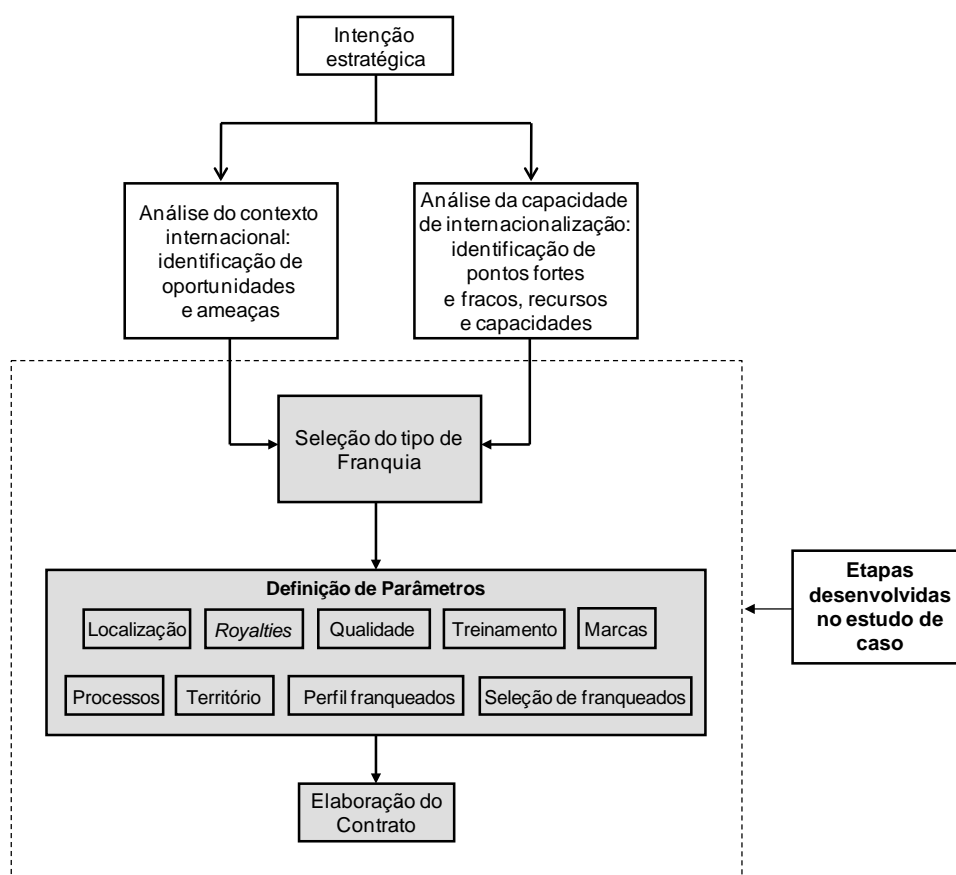 Intenção
estratégica
Análise do contexto
internacional:
identificação de
oportunidades
e ameaças
Análise da capacidade
de internacionalização:
identificação de
pontos fortes
e fracos, recursos
e capacidades
Seleção do tipo de
Franquia
Definição de Parâmetros
Localização
Royalties
Qualidade
Treinamento
Marcas
Processos
Território
Perfil franqueados
Seleção de franqueados
Elaboração do
Contrato
Etapas
desenvolvidas
no estudo de
caso